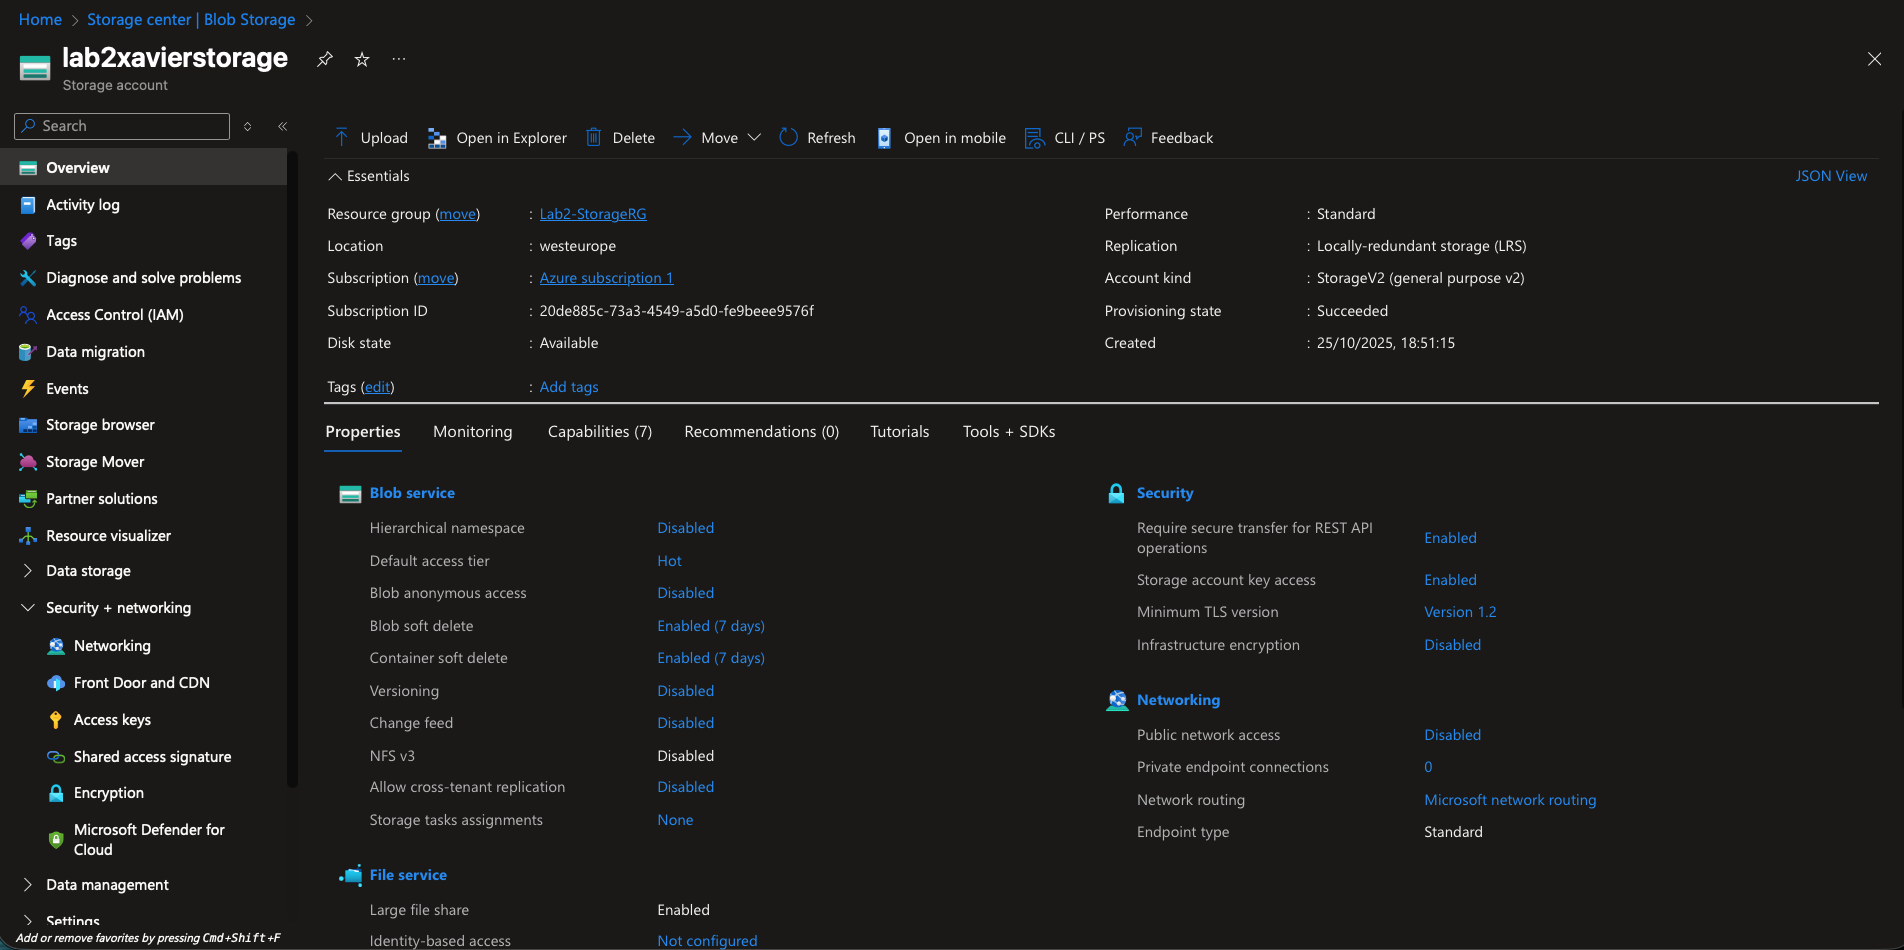 Home > Storage center | Blob Storage >
lab2xavierstorage
Storage account
Search
Overview
Activity log
Tags
Diagnose and solve problems
Access Control (IAM)
Data migration
Events
Storage browser
Storage Mover
Partner solutions
Resource visualizer
Data storage
Security + networking
Networking
Front Door and CDN
Access keys
Shared access signature
Encryption
Microsoft Defender for
Cloud
Data management
Settings
Add or remove favorites by pressing Cmd+Shift+F
Upload Open in Explorer Delete Move Refresh Open in mobile CLI / PS Feedback
Essentials
JSON View
Resource group (move) : Lab2-StorageRG
Location : westeurope
Subscription (move) : Azure subscription 1
Subscription ID : 20de885c-73a3-4549-a5d0-fe9beee9576f
Disk state : Available
Tags (edit) : Add tags
Performance : Standard
Replication : Locally-redundant storage (LRS)
Account kind : StorageV2 (general purpose v2)
Provisioning state : Succeeded
Created : 25/10/2025, 18:51:15
Properties Monitoring Capabilities (7) Recommendations (0) Tutorials Tools + SDKs
Blob service
Hierarchical namespace Disabled
Default access tier Hot
Blob anonymous access Disabled
Blob soft delete Enabled (7 days)
Container soft delete Enabled (7 days)
Versioning Disabled
Change feed Disabled
NFS v3 Disabled
Allow cross-tenant replication Disabled
Storage tasks assignments None
File service
Large file share Enabled
Identity-based access Not configured
Security
Require secure transfer for REST API
operations Enabled
Storage account key access Enabled
Minimum TLS version Version 1.2
Infrastructure encryption Disabled
Networking
Public network access Disabled
Private endpoint connections 0
Network routing Microsoft network routing
Endpoint type Standard